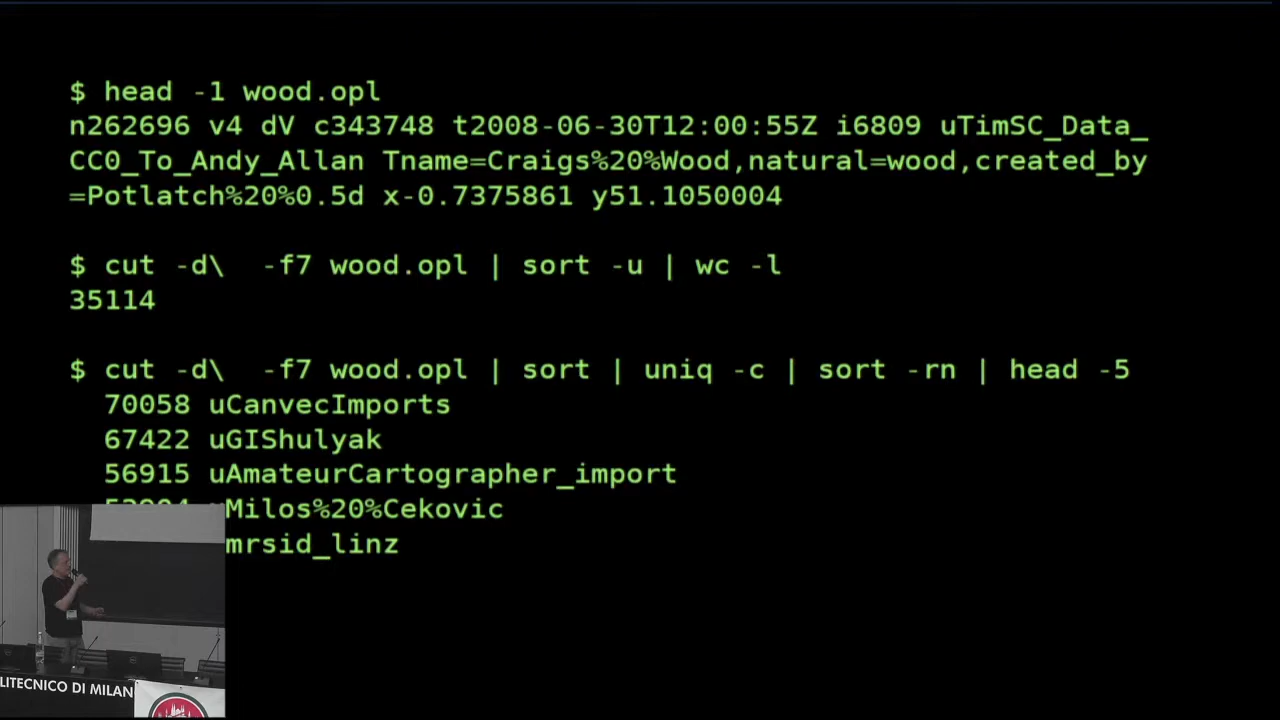 $ head -1 wood.opl
n262696 v4 dV c343748 t2008-06-30T12:00:55Z i6809 uTimSC_Data_
CC0_To_Andy_Allan Tname=Craigs%20%Wood,natural=wood,created_by
=Potlatch%20%0.5d x-0.7375861 y51.1050004
$ cut -d\  -f7 wood.opl | sort -u | wc -l
35114
$ cut -d\  -f7 wood.opl | sort | uniq -c | sort -rn | head -5
70058 uCanvecImports
67422 uGIShulyak
56915 uAmateurCartographer_import
Milos%20%Cekovic
mrsid_linz
LITECNICO DI MILAN